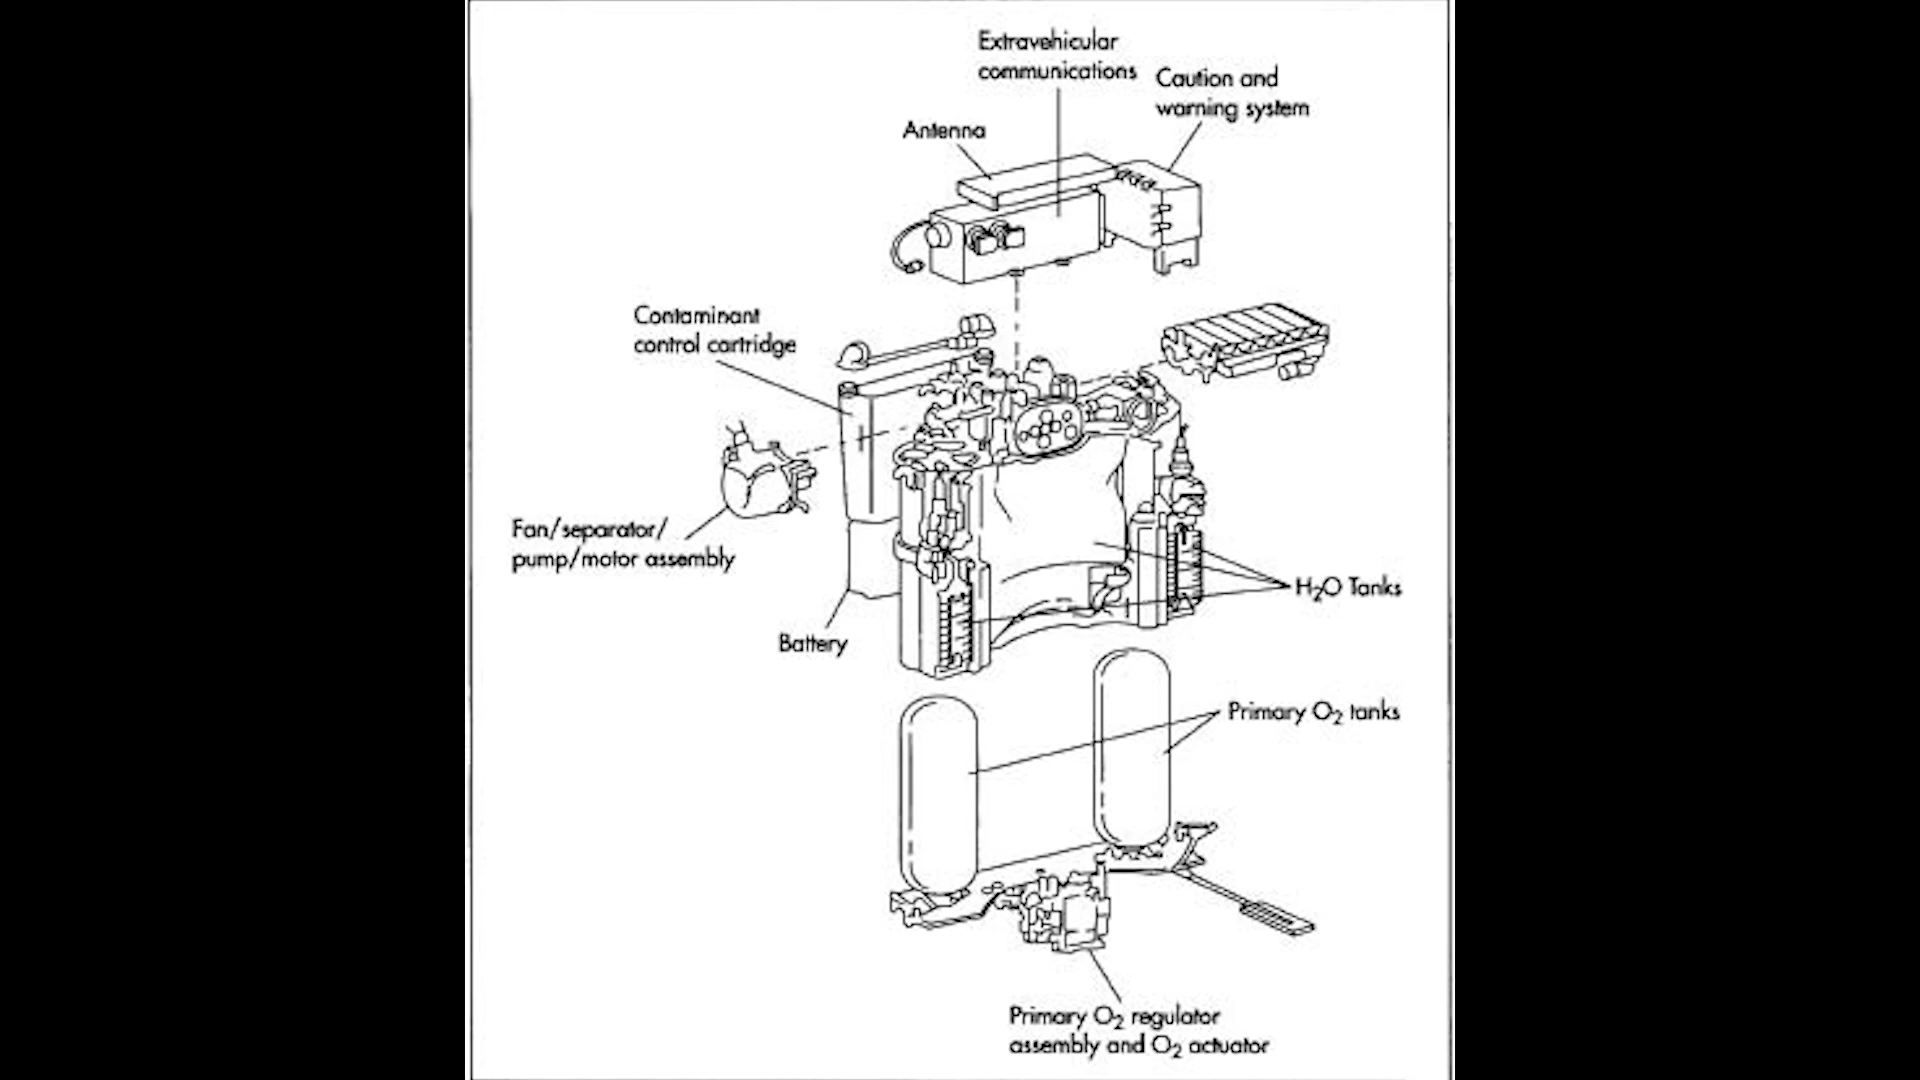 Extravehicular
communications
Caution and
warning system
Antenna
Contaminant
control cartridge
Fan/separator/
pump/motor assembly
H₂O Tanks
Battery
Primary O₂ tanks
Primary O₂ regulator
assembly and O₂ actuator